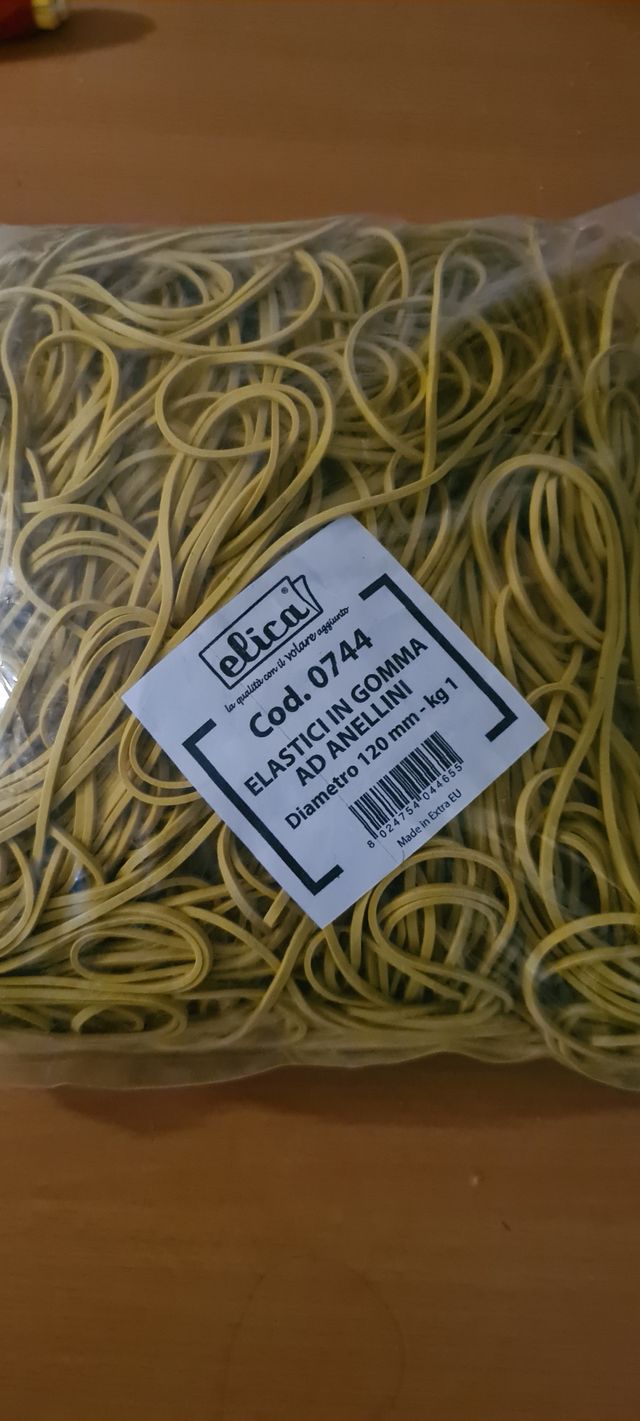 elica®
la qualità con il volare aggiunto
Cod. 0744
ELASTICI IN GOMMA
AD ANELLINI
Diametro 120 mm - kg 1
8 024754 044655
Made in Extra EU